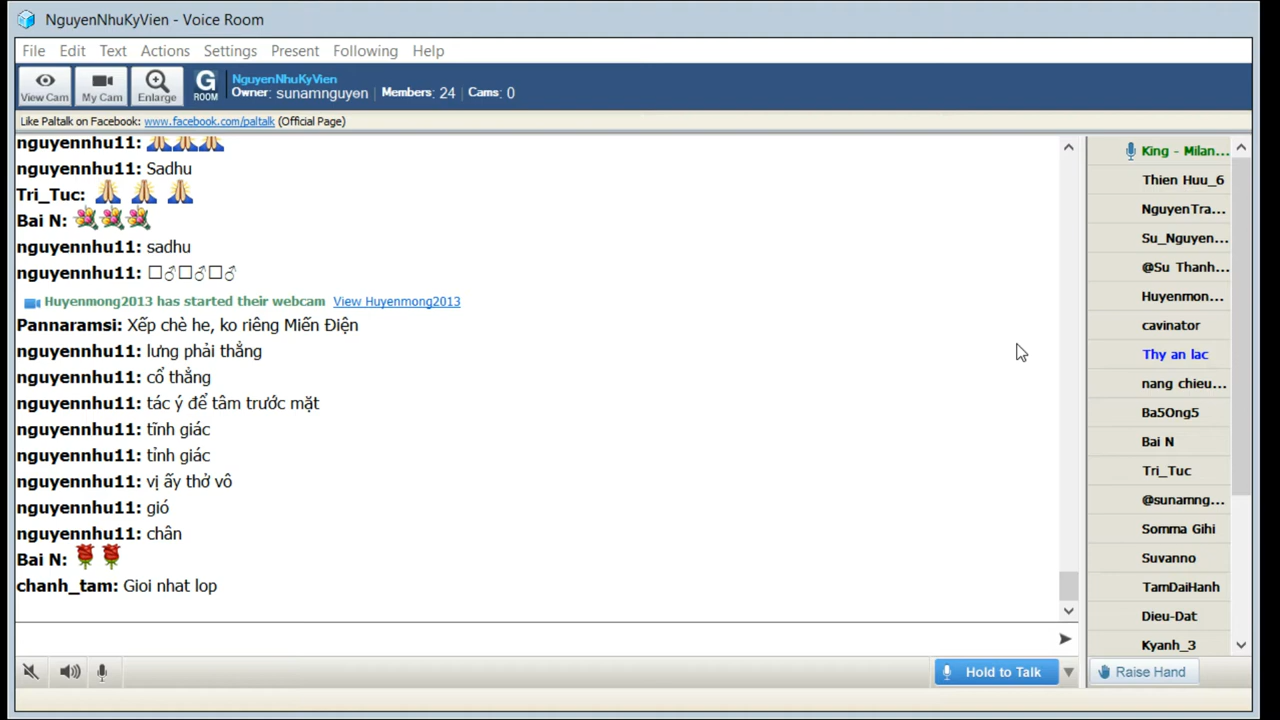 NguyenNhuKyVien - Voice Room
File Edit Text Actions Settings Present Following Help
View Cam
My Cam
Enlarge
G ROOM
NguyenNhuKyVien
Owner: sunamnguyen | Members: 24 | Cams: 0
Like Paltalk on Facebook: www.facebook.com/paltalk (Official Page)
nguyennhu11: 🙏🙏🙏
nguyennhu11: Sadhu
Tri_Tuc: 🙏 🙏 🙏
Bai N: 💐💐💐
nguyennhu11: sadhu
nguyennhu11: □♂□♂□♂
Huyenmong2013 has started their webcam View Huyenmong2013
Pannaramsi: Xếp chè he, ko riêng Miến Điện
nguyennhu11: lưng phải thẳng
nguyennhu11: cổ thẳng
nguyennhu11: tác ý để tâm trước mặt
nguyennhu11: tĩnh giác
nguyennhu11: tỉnh giác
nguyennhu11: vị ấy thở vô
nguyennhu11: gió
nguyennhu11: chân
Bai N: 🌹🌹
chanh_tam: Gioi nhat lop
King - Milan...
Thien Huu_6
NguyenTra...
Su_Nguyen...
@Su Thanh...
Huyenmon...
cavinator
Thy an lac
nang chieu...
Ba5Ong5
Bai N
Tri_Tuc
@sunamng...
Somma Gihi
Suvanno
TamDaiHanh
Dieu-Dat
Kyanh_3
Hold to Talk
Raise Hand